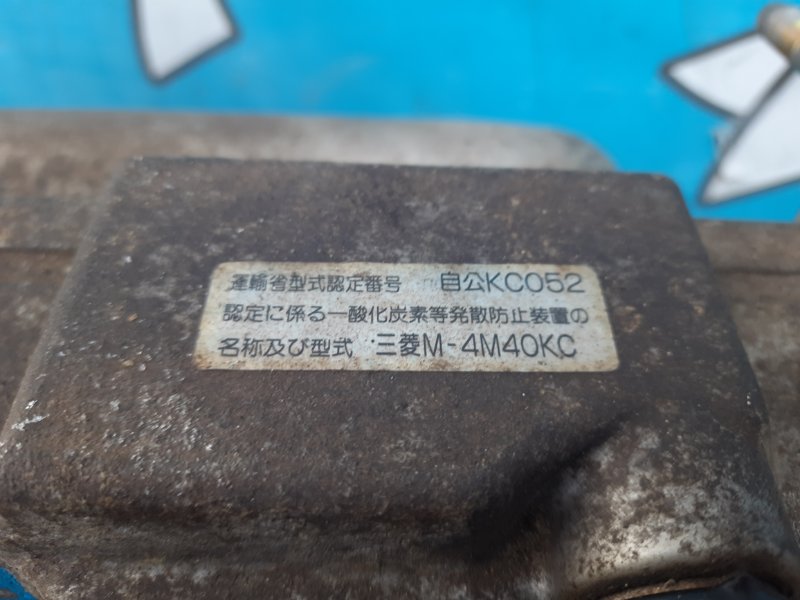 運輸省型式認定番号 自公KC052
認定に係る一酸化炭素等発散防止装置の
名称及び型式 三菱M-4M40KC